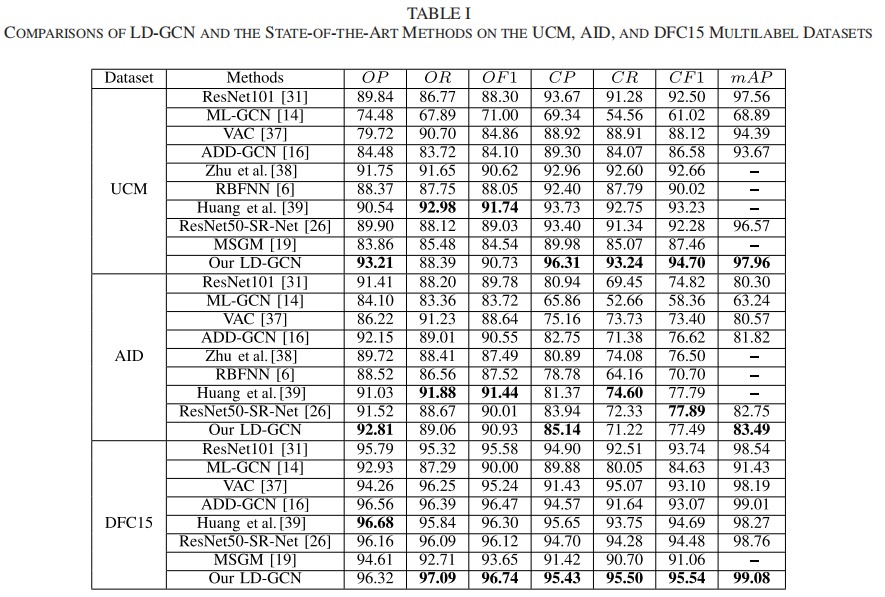 TABLE I
COMPARISONS OF LD-GCN AND THE STATE-OF-THE-ART METHODS ON THE UCM, AID, AND DFC15 MULTILABEL DATASETS
Dataset Methods OP OR OF1 CP CR CF1 mAP
ResNet101 [31] 89.84 86.77 88.30 93.67 91.28 92.50 97.56
ML-GCN [14] 74.48 67.89 71.00 69.34 54.56 61.02 68.89
VAC [37] 79.72 90.70 84.86 88.92 88.91 88.12 94.39
ADD-GCN [16] 84.48 83.72 84.10 89.30 84.07 86.58 93.67
Zhu et al.[38] 91.75 91.65 90.62 92.96 92.60 92.66 –
UCM RBFNN [6] 88.37 87.75 88.05 92.40 87.79 90.02 –
Huang et al. [39] 90.54 92.98 91.74 93.73 92.75 93.23 –
ResNet50-SR-Net [26] 89.90 88.12 89.03 93.40 91.34 92.28 96.57
MSGM [19] 83.86 85.48 84.54 89.98 85.07 87.46 –
Our LD-GCN 93.21 88.39 90.73 96.31 93.24 94.70 97.96
ResNet101 [31] 91.41 88.20 89.78 80.94 69.45 74.82 80.30
ML-GCN [14] 84.10 83.36 83.72 65.86 52.66 58.36 63.24
VAC [37] 86.22 91.23 88.64 75.16 73.73 73.40 80.57
ADD-GCN [16] 92.15 89.01 90.55 82.75 71.38 76.62 81.82
AID Zhu et al.[38] 89.72 88.41 87.49 80.89 74.08 76.50 –
RBFNN [6] 88.52 86.56 87.52 78.78 64.16 70.70 –
Huang et al.[39] 91.03 91.88 91.44 81.37 74.60 77.79 –
ResNet50-SR-Net [26] 91.52 88.67 90.01 83.94 72.33 77.89 82.75
Our LD-GCN 92.81 89.06 90.93 85.14 71.22 77.49 83.49
ResNet101 [31] 95.79 95.32 95.58 94.90 92.51 93.74 98.54
ML-GCN [14] 92.93 87.29 90.00 89.88 80.05 84.63 91.43
VAC [37] 94.26 96.25 95.24 91.43 95.07 93.10 98.19
ADD-GCN [16] 96.56 96.39 96.47 94.57 91.64 93.07 99.01
DFC15 Huang et al.[39] 96.68 95.84 96.30 95.65 93.75 94.69 98.27
ResNet50-SR-Net [26] 96.16 96.09 96.12 94.70 94.28 94.48 98.76
MSGM [19] 94.61 92.71 93.65 91.42 90.70 91.06 –
Our LD-GCN 96.32 97.09 96.74 95.43 95.50 95.54 99.08